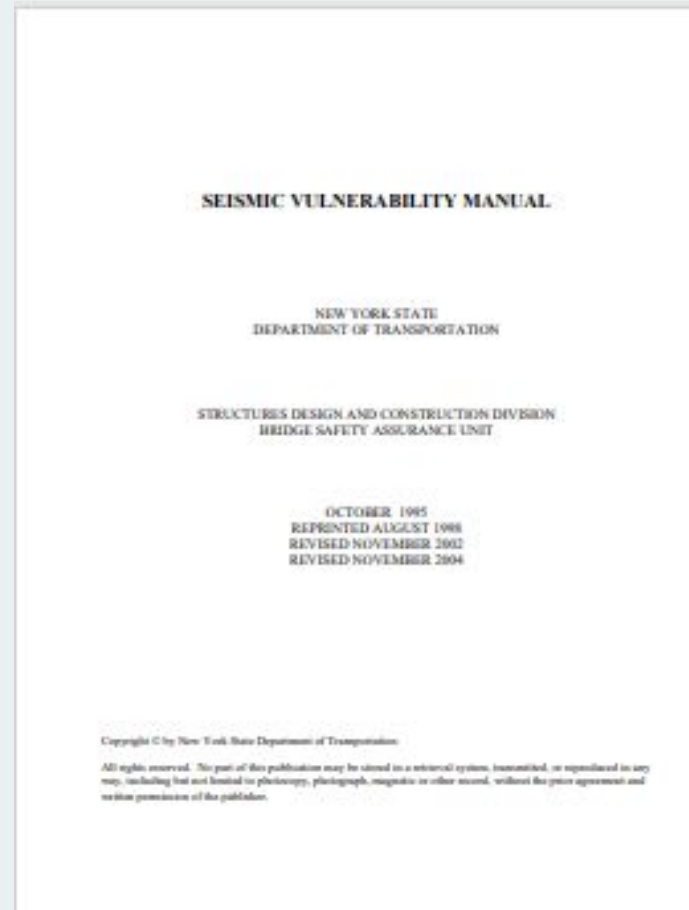 SEISMIC VULNERABILITY MANUAL
NEW YORK STATE
DEPARTMENT OF TRANSPORTATION
STRUCTURES DESIGN AND CONSTRUCTION DIVISION
BRIDGE SAFETY ASSURANCE UNIT
OCTOBER 1995
REPRINTED AUGUST 1998
REVISED NOVEMBER 2002
REVISED NOVEMBER 2004
Copyright © by New York State Department of Transportation
All rights reserved. No part of this publication may be stored in a retrieval system, transmitted, or reproduced in any
way, including but not limited to photocopy, photograph, magnetic or other record, without the prior agreement and
written permission of the publisher.